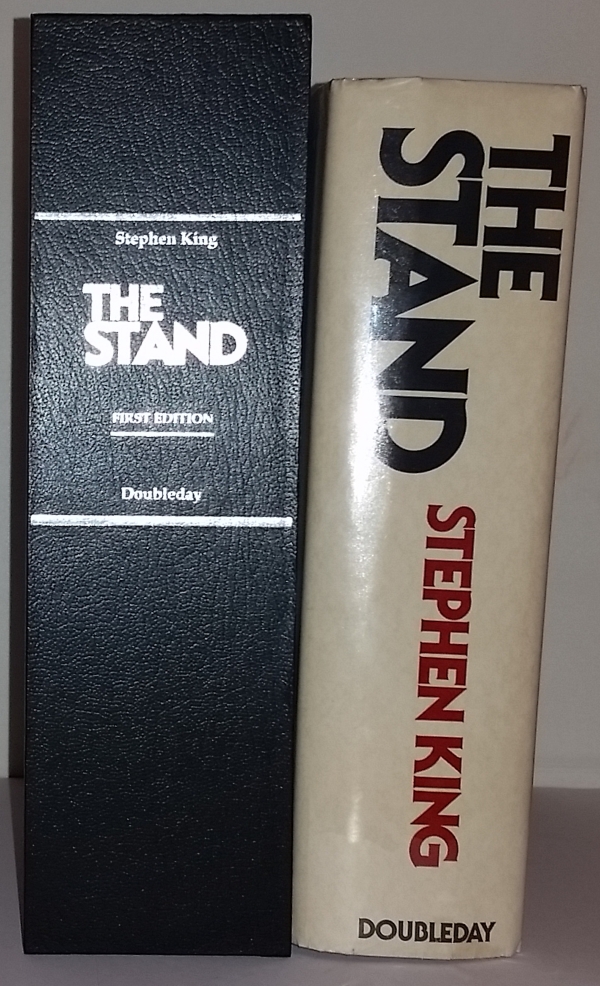 Stephen King
THE
STAND
FIRST EDITION
Doubleday
THE
STAND
STEPHEN KING
DOUBLEDAY